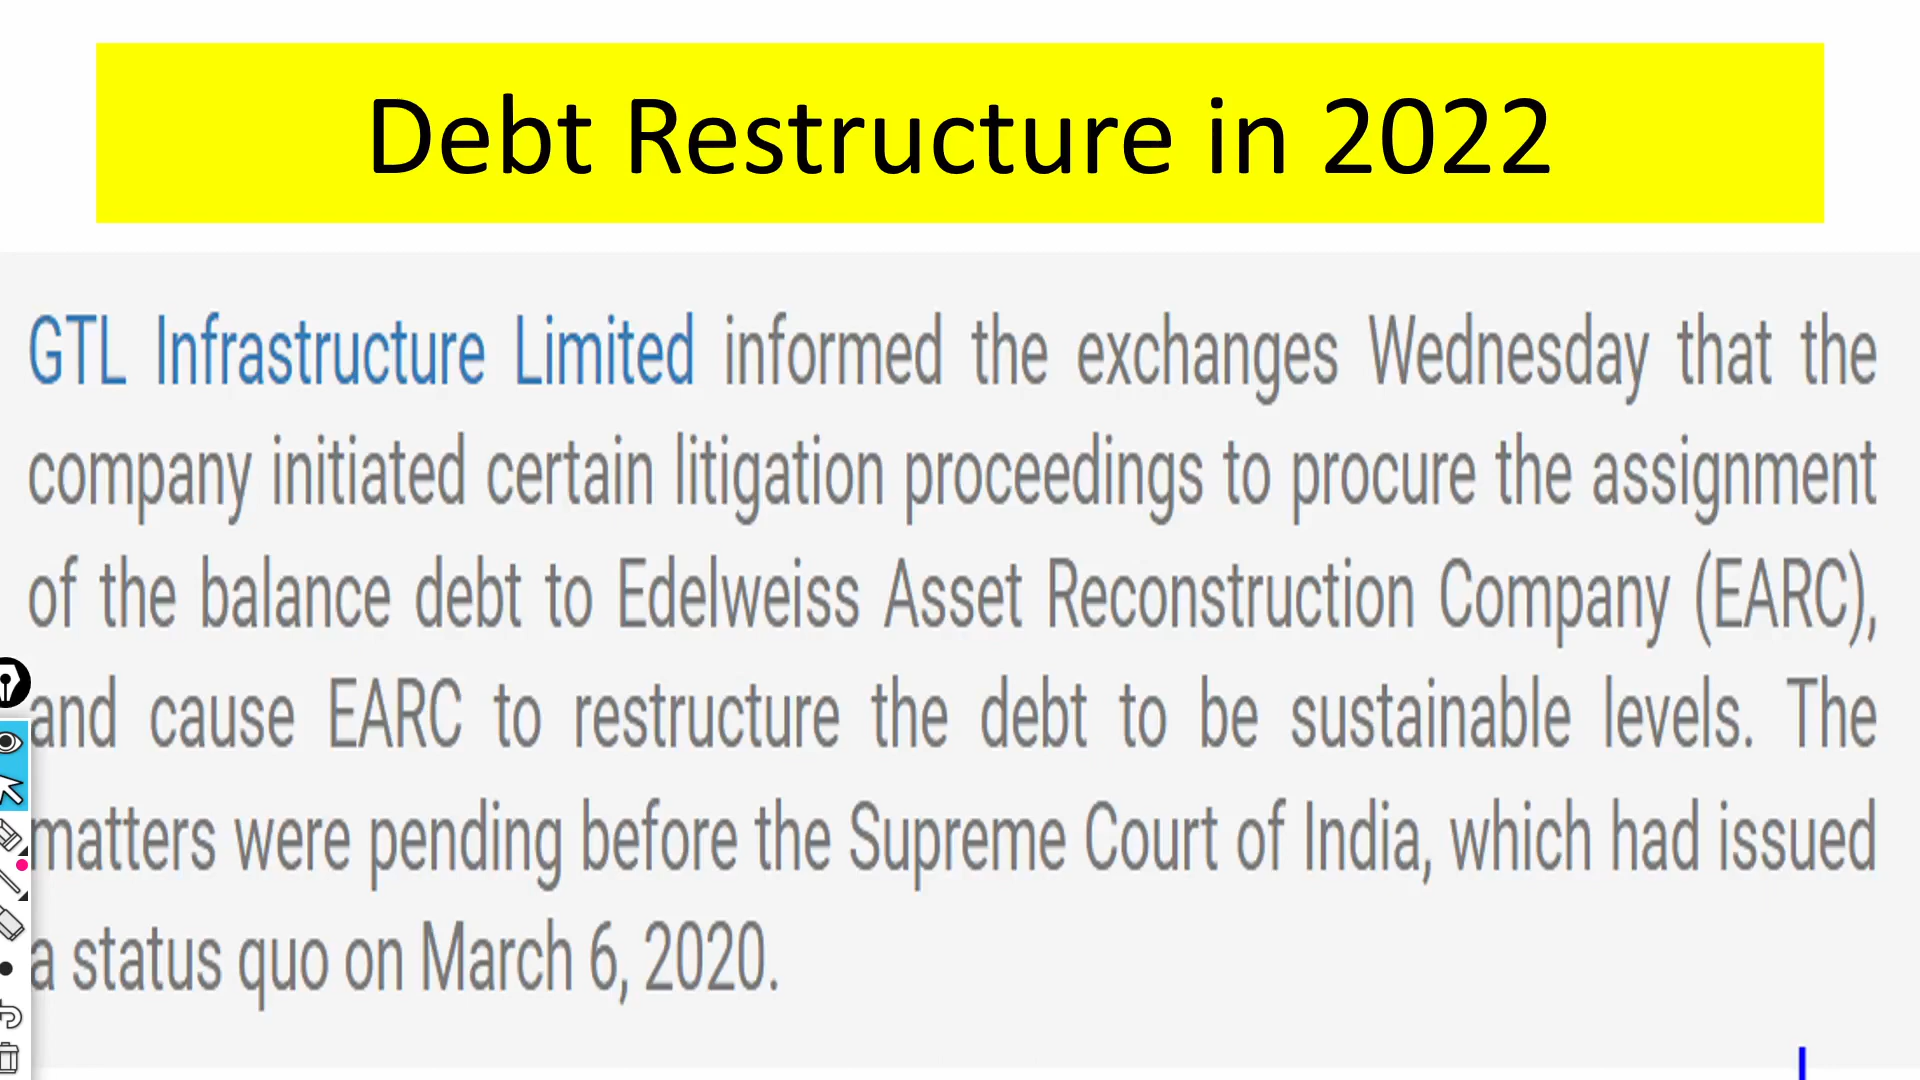 Debt Restructure in 2022
GTL Infrastructure Limited informed the exchanges Wednesday that the
company initiated certain litigation proceedings to procure the assignment
of the balance debt to Edelweiss Asset Reconstruction Company (EARC),
and cause EARC to restructure the debt to be sustainable levels. The
matters were pending before the Supreme Court of India, which had issued
a status quo on March 6, 2020.